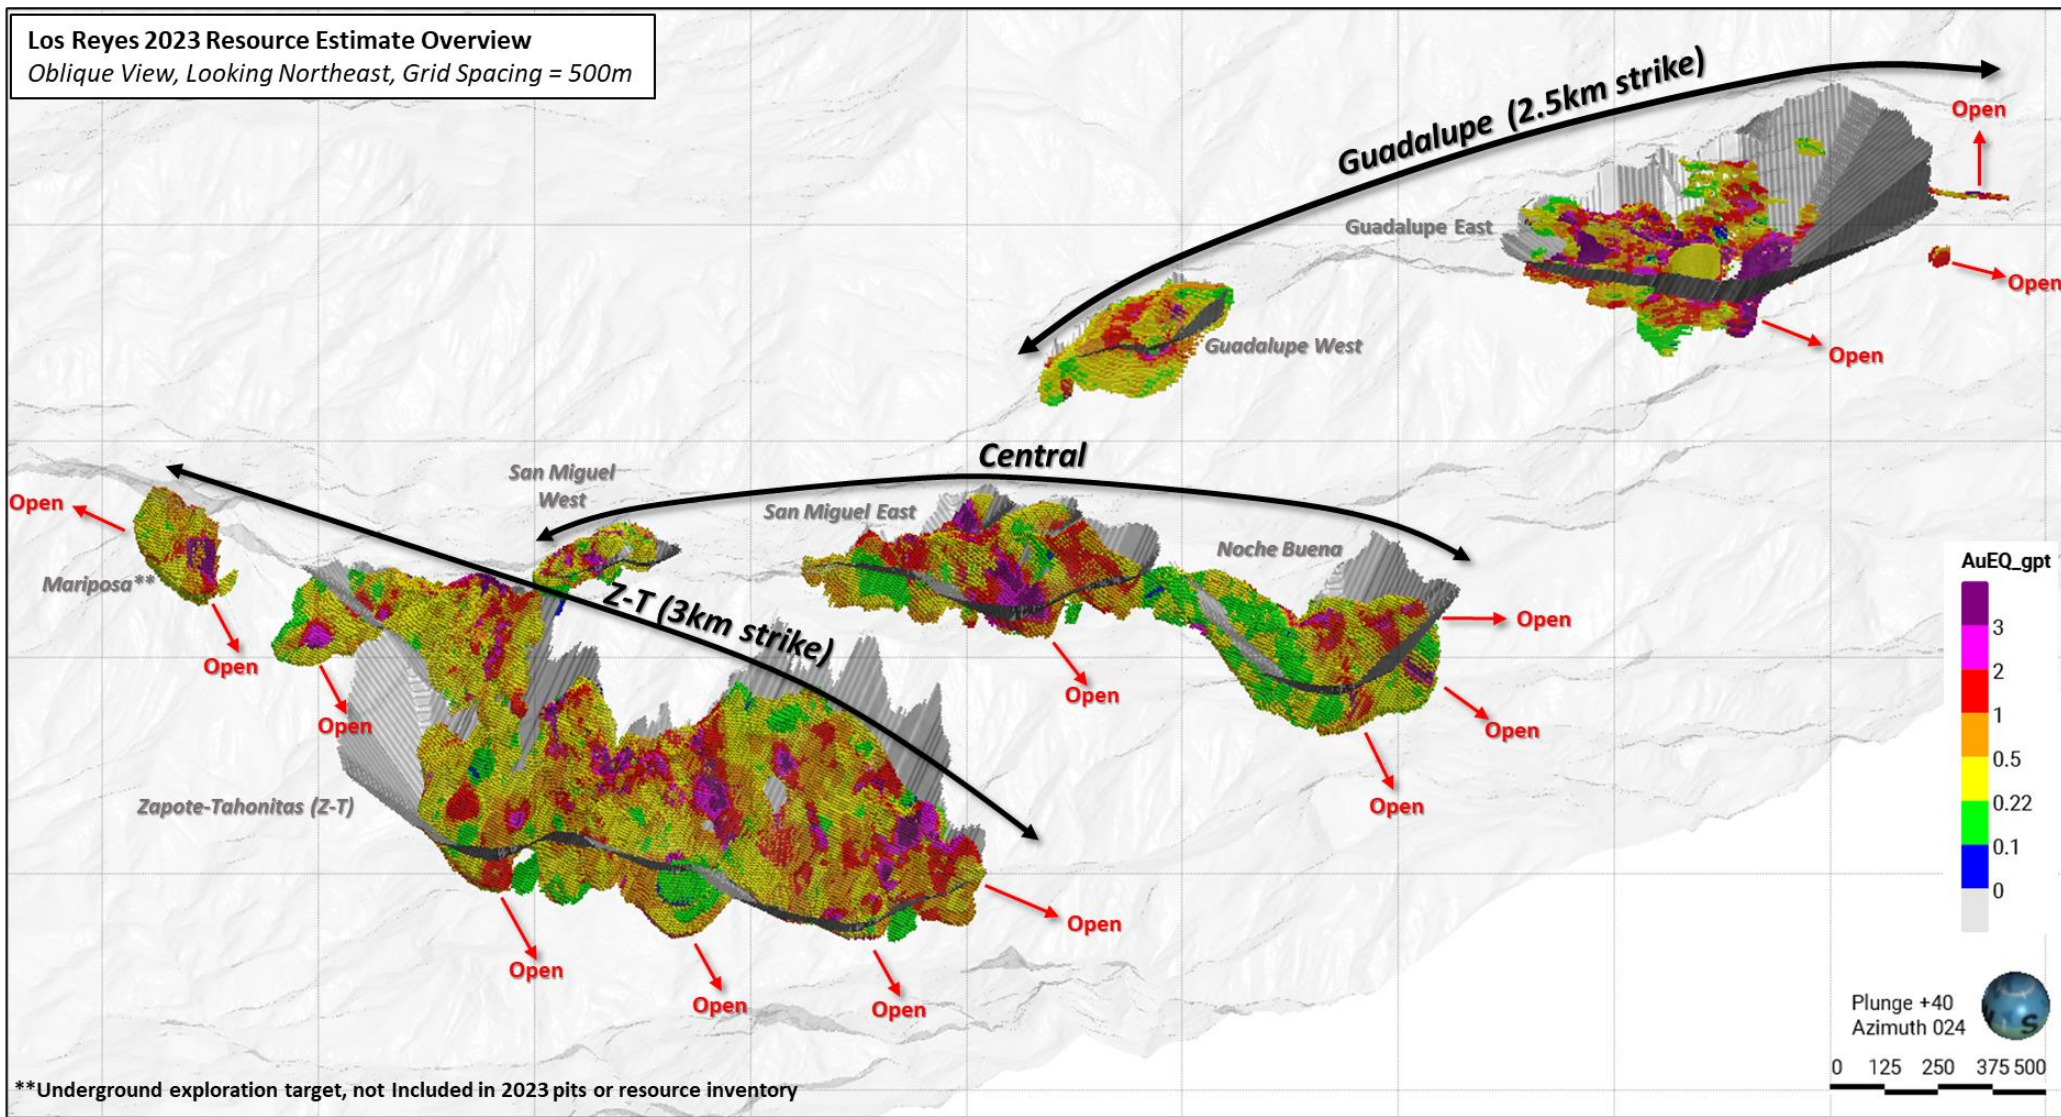 Los Reyes 2023 Resource Estimate Overview
Oblique View, Looking Northeast, Grid Spacing = 500m
Guadalupe (2.5km strike)
Open
Guadalupe East
Open
Guadalupe West
Open
Central
San Miguel
West
Open
San Miguel East
Noche Buena
Mariposa**
Z-T (3km strike)
Open
Open
Open
Open
Open
Open
Zapote-Tahonitas (Z-T)
Open
Open
Open
Open
Open
AuEQ_gpt
3
2
1
0.5
0.22
0.1
0
Plunge +40
Azimuth 024
S
0 125 250 375 500
**Underground exploration target, not Included in 2023 pits or resource inventory